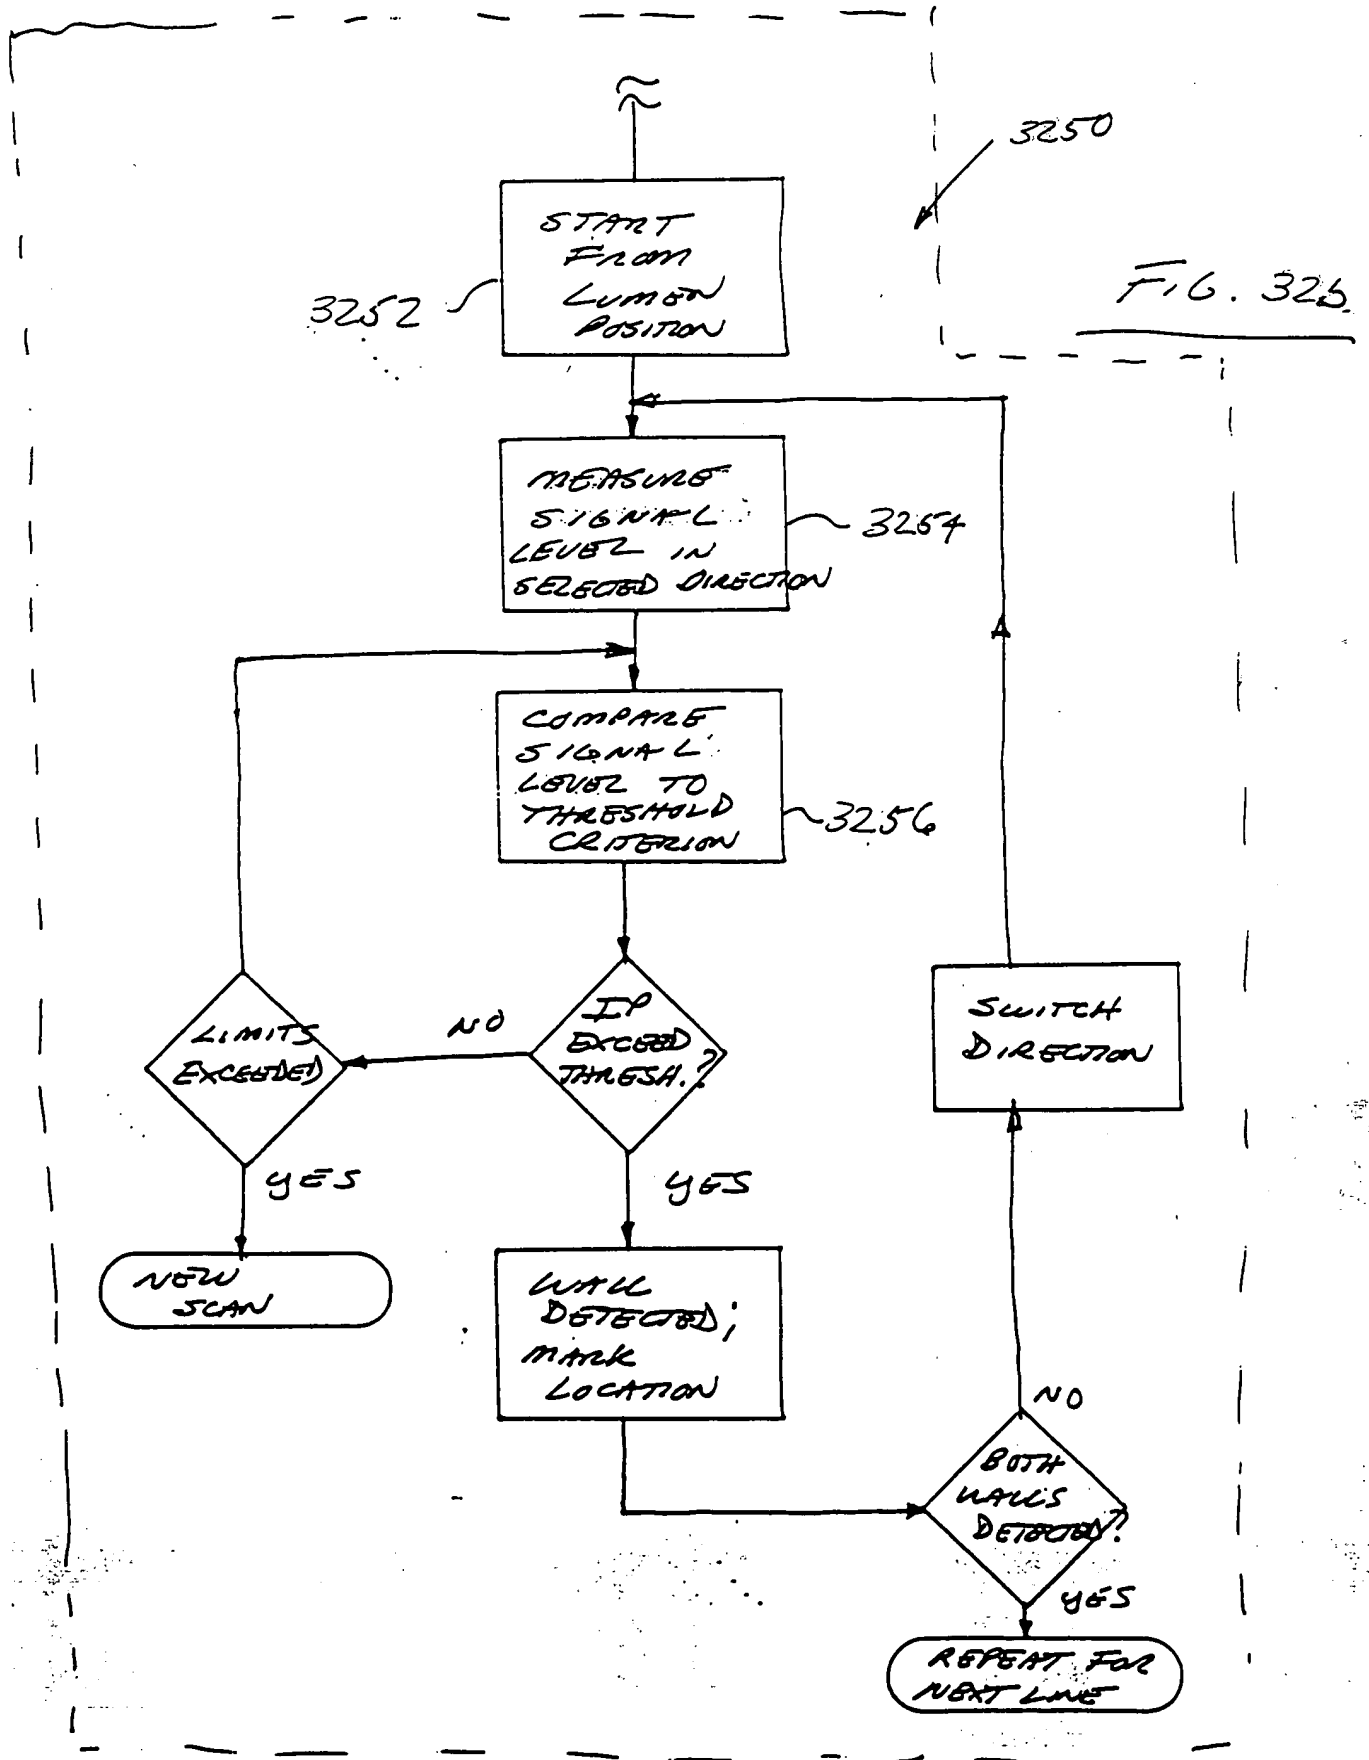 3250
FIG. 32b.
START
FROM
LUMEN
POSITION
3252
MEASURE
SIGNAL
LEVEL IN
SELECTED DIRECTION
3254
COMPARE
SIGNAL
LEVEL TO
THRESHOLD
CRITERION
3256
LIMITS
EXCEEDED
NO
IF
EXCEED
THRESH.?
SWITCH
DIRECTION
YES
YES
NEW
SCAN
WALL
DETECTED;
MARK
LOCATION
NO
BOTH
WALLS
DETECTED?
YES
REPEAT FOR
NEXT LINE